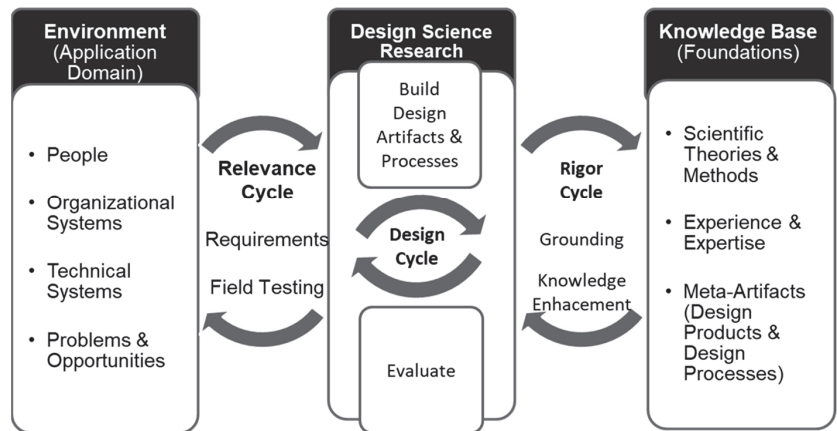 Environment
(Application
Domain)
• People
• Organizational
Systems
• Technical
Systems
• Problems &
Opportunities
Relevance
Cycle
Requirements
Field Testing
Design Science
Research
Build
Design
Artifacts &
Processes
Design
Cycle
Evaluate
Rigor
Cycle
Grounding
Knowledge
Enhacement
Knowledge Base
(Foundations)
• Scientific
Theories &
Methods
• Experience &
Expertise
• Meta-Artifacts
(Design
Products &
Design
Processes)